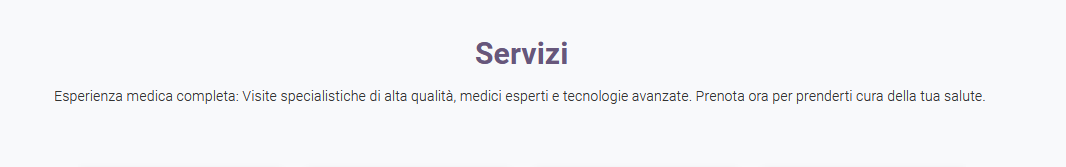 Servizi
Esperienza medica completa: Visite specialistiche di alta qualità, medici esperti e tecnologie avanzate. Prenota ora per prenderti cura della tua salute.